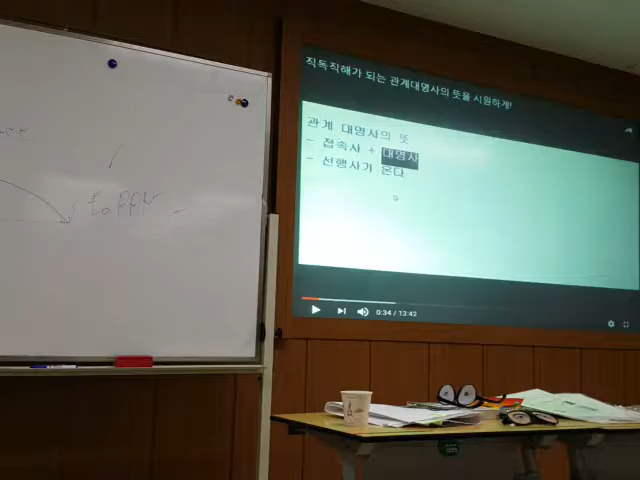 직독직해가 되는 관계대명사의 뜻을 시원하게!
관계 대명사의 뜻
- 접속사 + 대명사
- 선행사가 온다
0:34 / 13:42